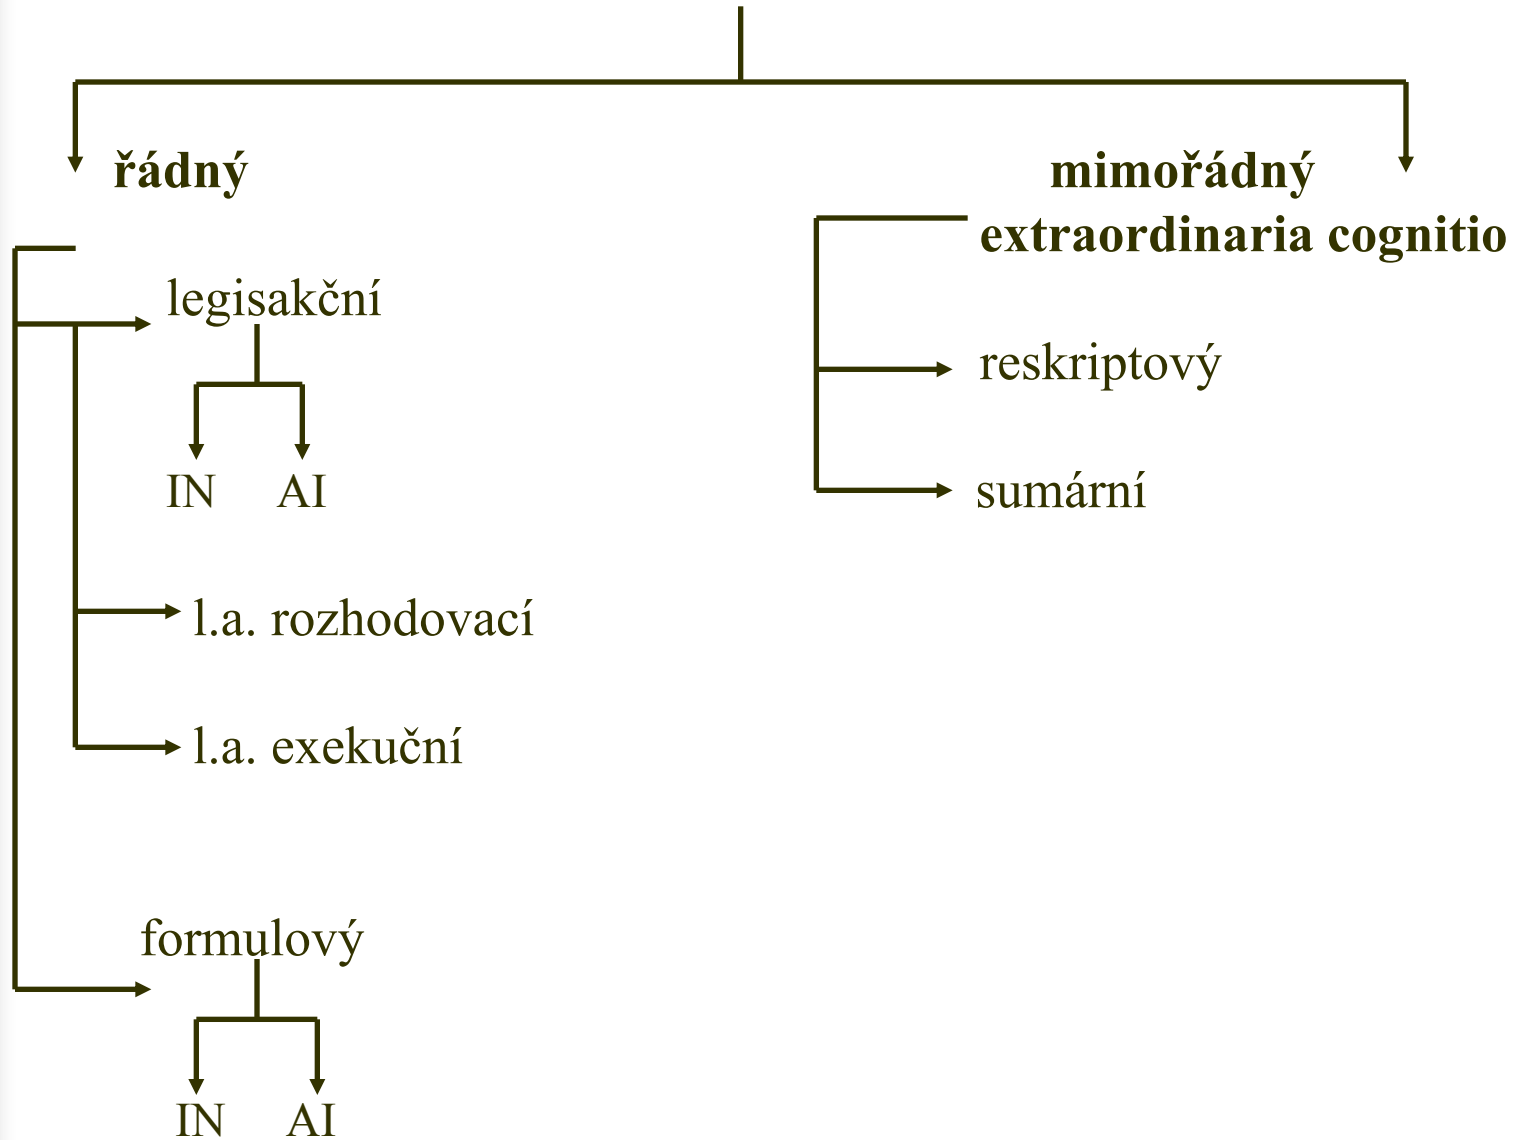 řádný
mimořádný
extraordinaria cognitio
legisakční
reskriptový
IN AI
sumární
l.a. rozhodovací
l.a. exekuční
formulový
IN AI